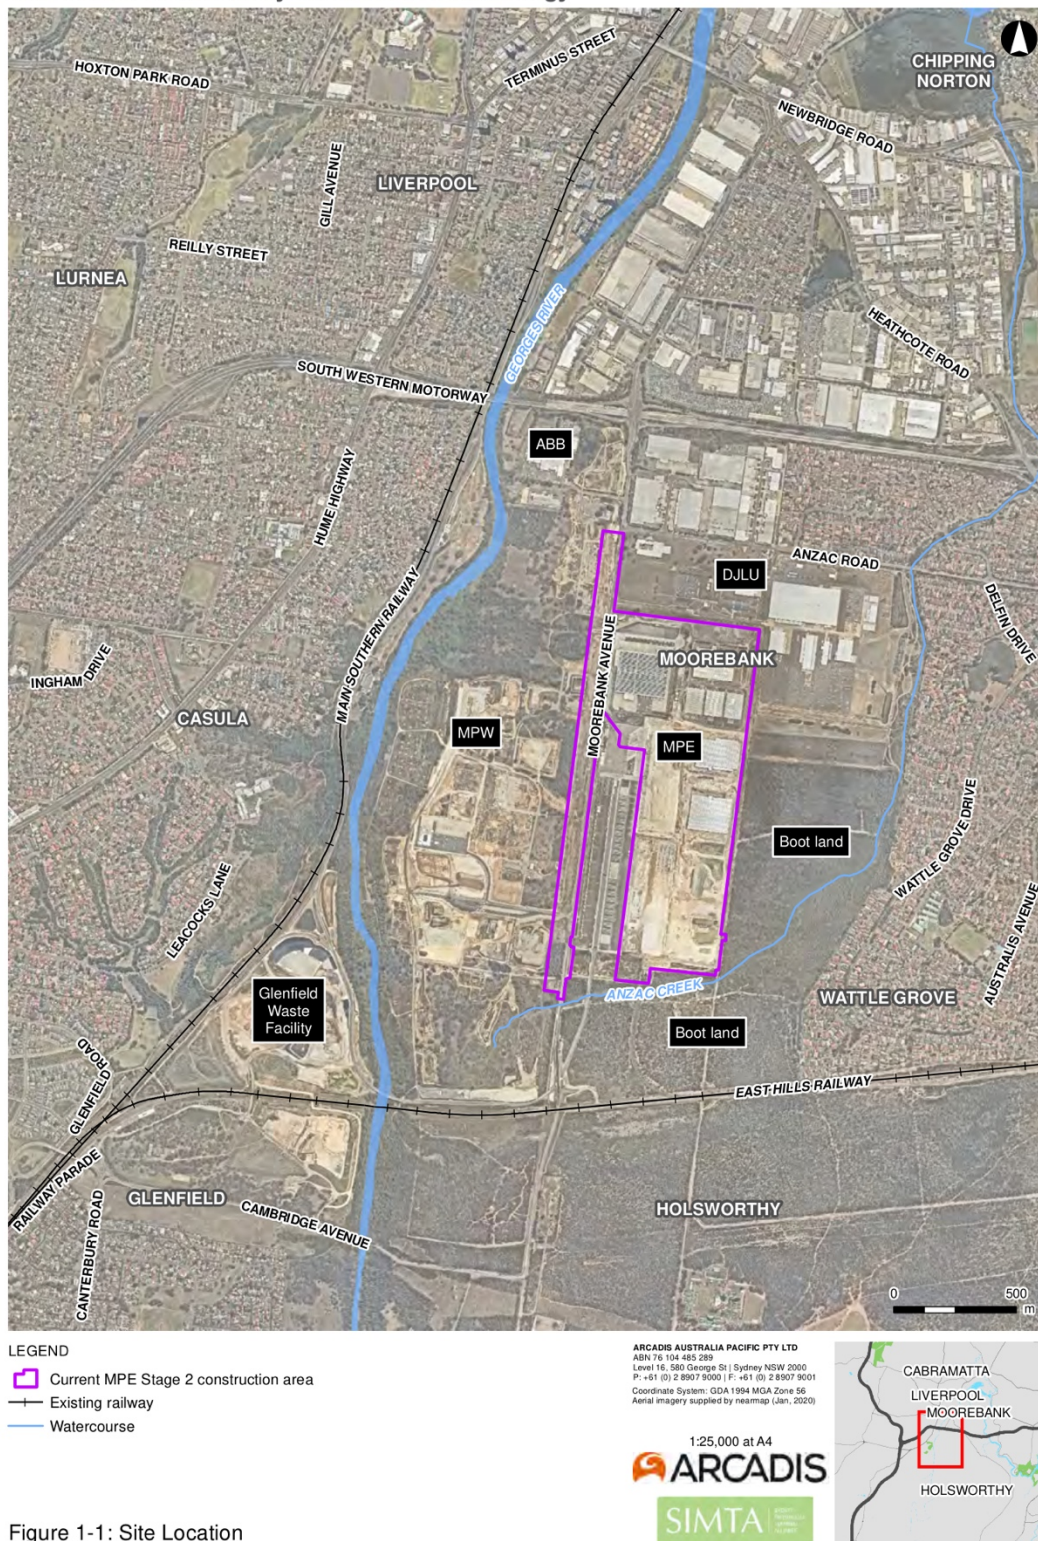 HOXTON PARK ROAD
TERMINUS STREET
CHIPPING
NORTON
NEWBRIDGE ROAD
GILL AVENUE
LIVERPOOL
REILLY STREET
LURNEA
GEORGES RIVER
HEATHCOTE ROAD
SOUTH WESTERN MOTORWAY
ABB
HUME HIGHWAY
ANZAC ROAD
DJLU
DELFIN DRIVE
MAIN SOUTHERN RAILWAY
MOOREBANK AVENUE
MOOREBANK
INGHAM DRIVE
CASULA
MPW
MPE
WATTLE GROVE DRIVE
Boot land
LEACOCKS LANE
AUSTRALIS AVENUE
Glenfield
Waste
Facility
ANZAC CREEK
WATTLE GROVE
Boot land
GLENFIELD ROAD
EAST HILLS RAILWAY
RAILWAY PARADE
GLENFIELD
CANTERBURY ROAD
CAMBRIDGE AVENUE
HOLSWORTHY
0 500
m
LEGEND
Current MPE Stage 2 construction area
Existing railway
Watercourse
ARCADIS AUSTRALIA PACIFIC PTY LTD
ABN 76 104 485 289
Level 16, 580 George St | Sydney NSW 2000
P: +61 (0) 2 8907 9000 | F: +61 (0) 2 8907 9001
Coordinate System: GDA 1994 MGA Zone 56
Aerial imagery supplied by nearmap (Jan, 2020)
1:25,000 at A4
ARCADIS
SIMTA
CABRAMATTA
LIVERPOOL
MOOREBANK
HOLSWORTHY
Figure 1-1: Site Location